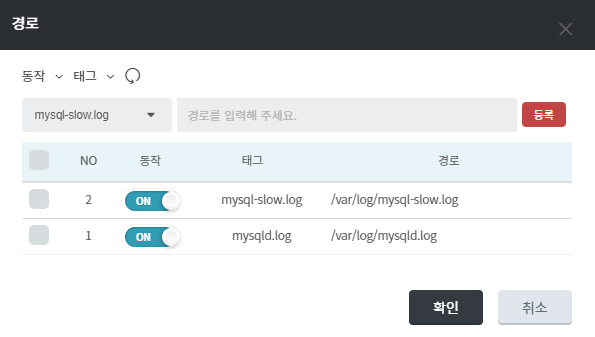 경로
동작 태그
mysql-slow.log 경로를 입력해 주세요. 등록
NO 동작 태그 경로
2 ON mysql-slow.log /var/log/mysql-slow.log
1 ON mysqld.log /var/log/mysqld.log
확인 취소